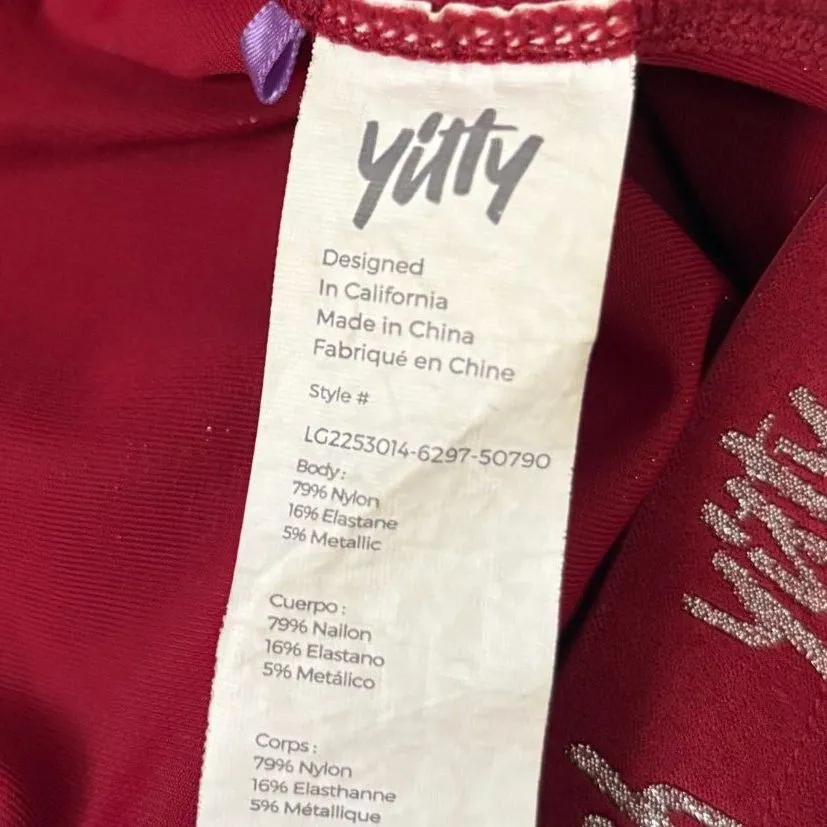 yitty
Designed
In California
Made in China
Fabriqué en Chine
Style #
LG2253014-6297-50790
Body:
79% Nylon
16% Elastane
5% Metallic
Cuerpo :
79% Nailon
16% Elastano
5% Metálico
Corps :
79% Nylon
16% Elasthanne
5% Métallique
yitty